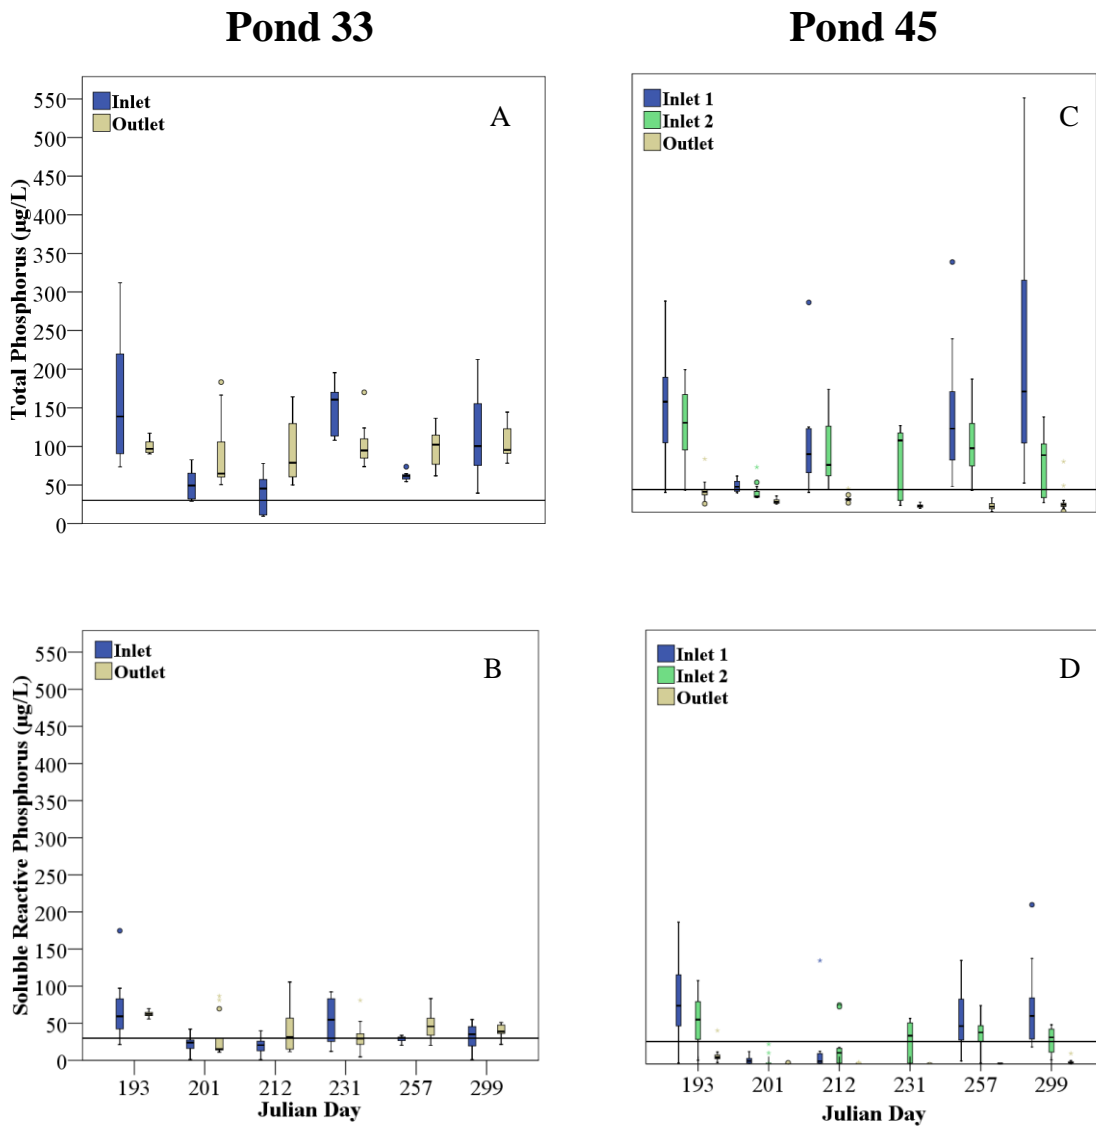 Pond 33
Pond 45
Total Phosphorus (µg/L)
550
500
450
400
350
300
250
200
150
100
50
0
Inlet
Outlet
A
Inlet 1
Inlet 2
Outlet
C
Soluble Reactive Phosphorus (µg/L)
550
500
450
400
350
300
250
200
150
100
50
0
Inlet
Outlet
B
193
201
212
231
257
299
Julian Day
Inlet 1
Inlet 2
Outlet
D
193
201
212
231
257
299
Julian Day